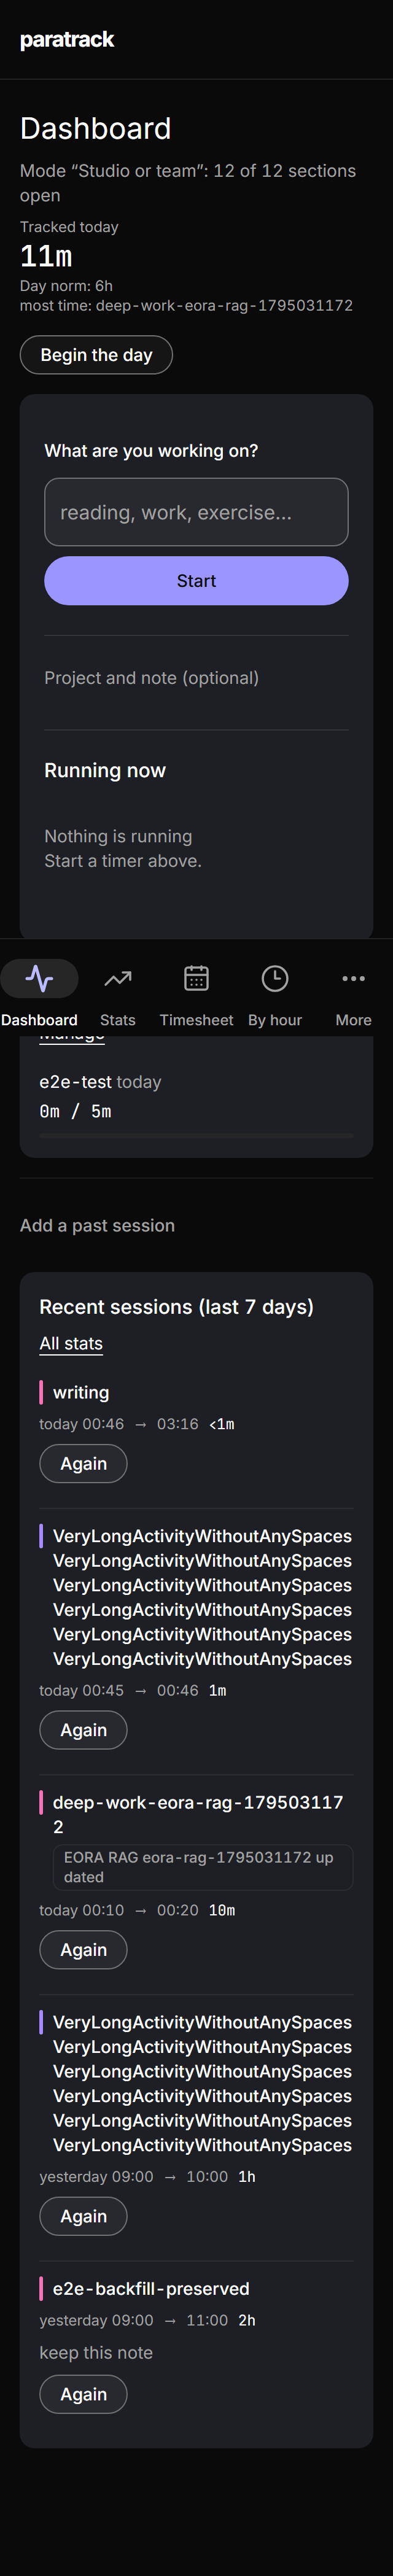 paratrack
Dashboard
Mode “Studio or team”: 12 of 12 sections
open
Tracked today
11m
Day norm: 6h
most time: deep-work-eora-rag-1795031172
Begin the day
What are you working on?
reading, work, exercise...
Start
Project and note (optional)
Running now
Nothing is running
Start a timer above.
Dashboard Stats Timesheet By hour More
Manage
e2e-test today
0m / 5m
Add a past session
Recent sessions (last 7 days)
All stats
writing
today 00:46 → 03:16 <1m
Again
VeryLongActivityWithoutAnySpaces
VeryLongActivityWithoutAnySpaces
VeryLongActivityWithoutAnySpaces
VeryLongActivityWithoutAnySpaces
VeryLongActivityWithoutAnySpaces
VeryLongActivityWithoutAnySpaces
today 00:45 → 00:46 1m
Again
deep-work-eora-rag-179503117
2
EORA RAG eora-rag-1795031172 up
dated
today 00:10 → 00:20 10m
Again
VeryLongActivityWithoutAnySpaces
VeryLongActivityWithoutAnySpaces
VeryLongActivityWithoutAnySpaces
VeryLongActivityWithoutAnySpaces
VeryLongActivityWithoutAnySpaces
VeryLongActivityWithoutAnySpaces
yesterday 09:00 → 10:00 1h
Again
e2e-backfill-preserved
yesterday 09:00 → 11:00 2h
keep this note
Again